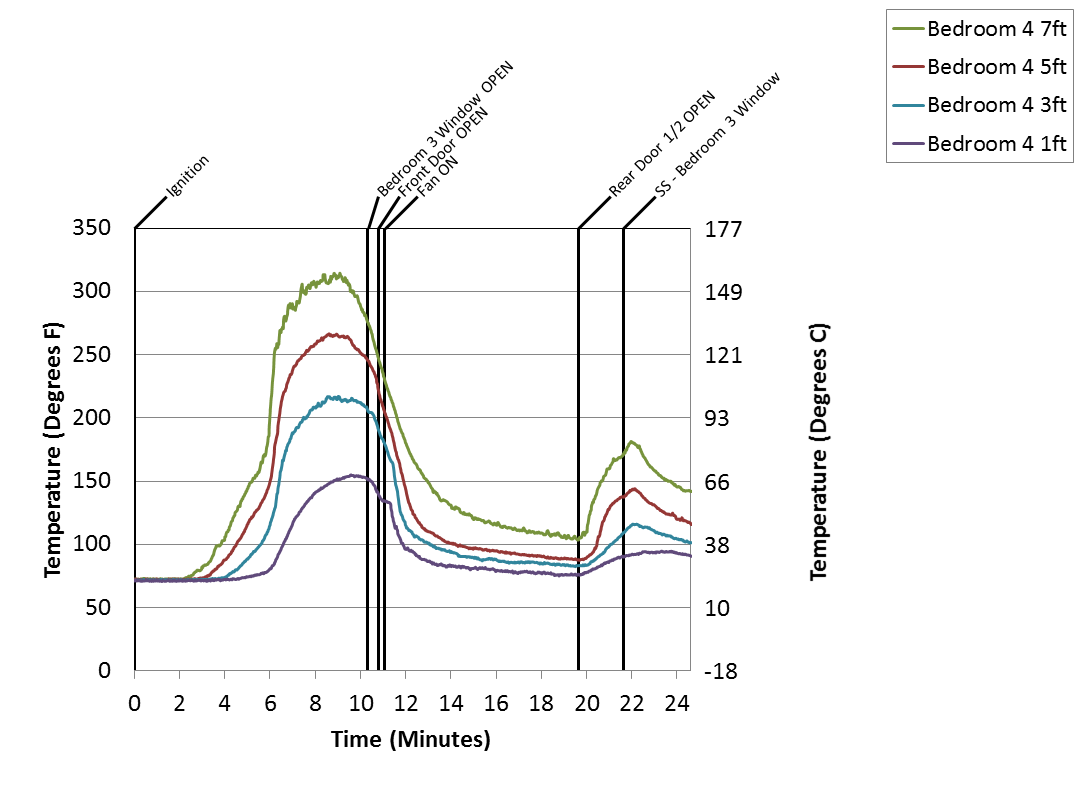 Bedroom 4 7ft
Bedroom 4 5ft
Bedroom 4 3ft
Bedroom 4 1ft
Ignition
Bedroom 3 Window OPEN
Front Door OPEN
Fan ON
Rear Door 1/2 OPEN
SS - Bedroom 3 Window
350
300
250
200
150
100
50
0
Temperature (Degrees F)
177
149
121
93
66
38
10
-18
Temperature (Degrees C)
0 2 4 6 8 10 12 14 16 18 20 22 24
Time (Minutes)